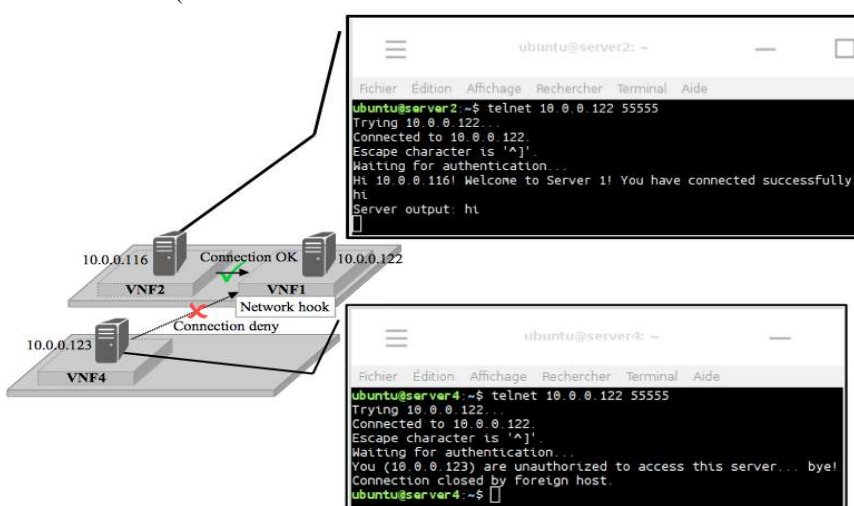 ubuntu@server2: ~
Fichier Édition Affichage Rechercher Terminal Aide
ubuntu@server2:~$ telnet 10.0.0.122 55555
Trying 10.0.0.122...
Connected to 10.0.0.122.
Escape character is '^]'.
Waiting for authentication...
Hi 10.0.0.116! Welcome to Server 1! You have connected successfully
hi
Server output: hi
10.0.0.116
Connection OK
10.0.0.122
VNF2
VNF1
Network hook
Connection deny
10.0.0.123
VNF4
ubuntu@server4: ~
Fichier Édition Affichage Rechercher Terminal Aide
ubuntu@server4:~$ telnet 10.0.0.122 55555
Trying 10.0.0.122...
Connected to 10.0.0.122.
Escape character is '^]'.
Waiting for authentication...
You (10.0.0.123) are unauthorized to access this server... bye!
Connection closed by foreign host.
ubuntu@server4:~$